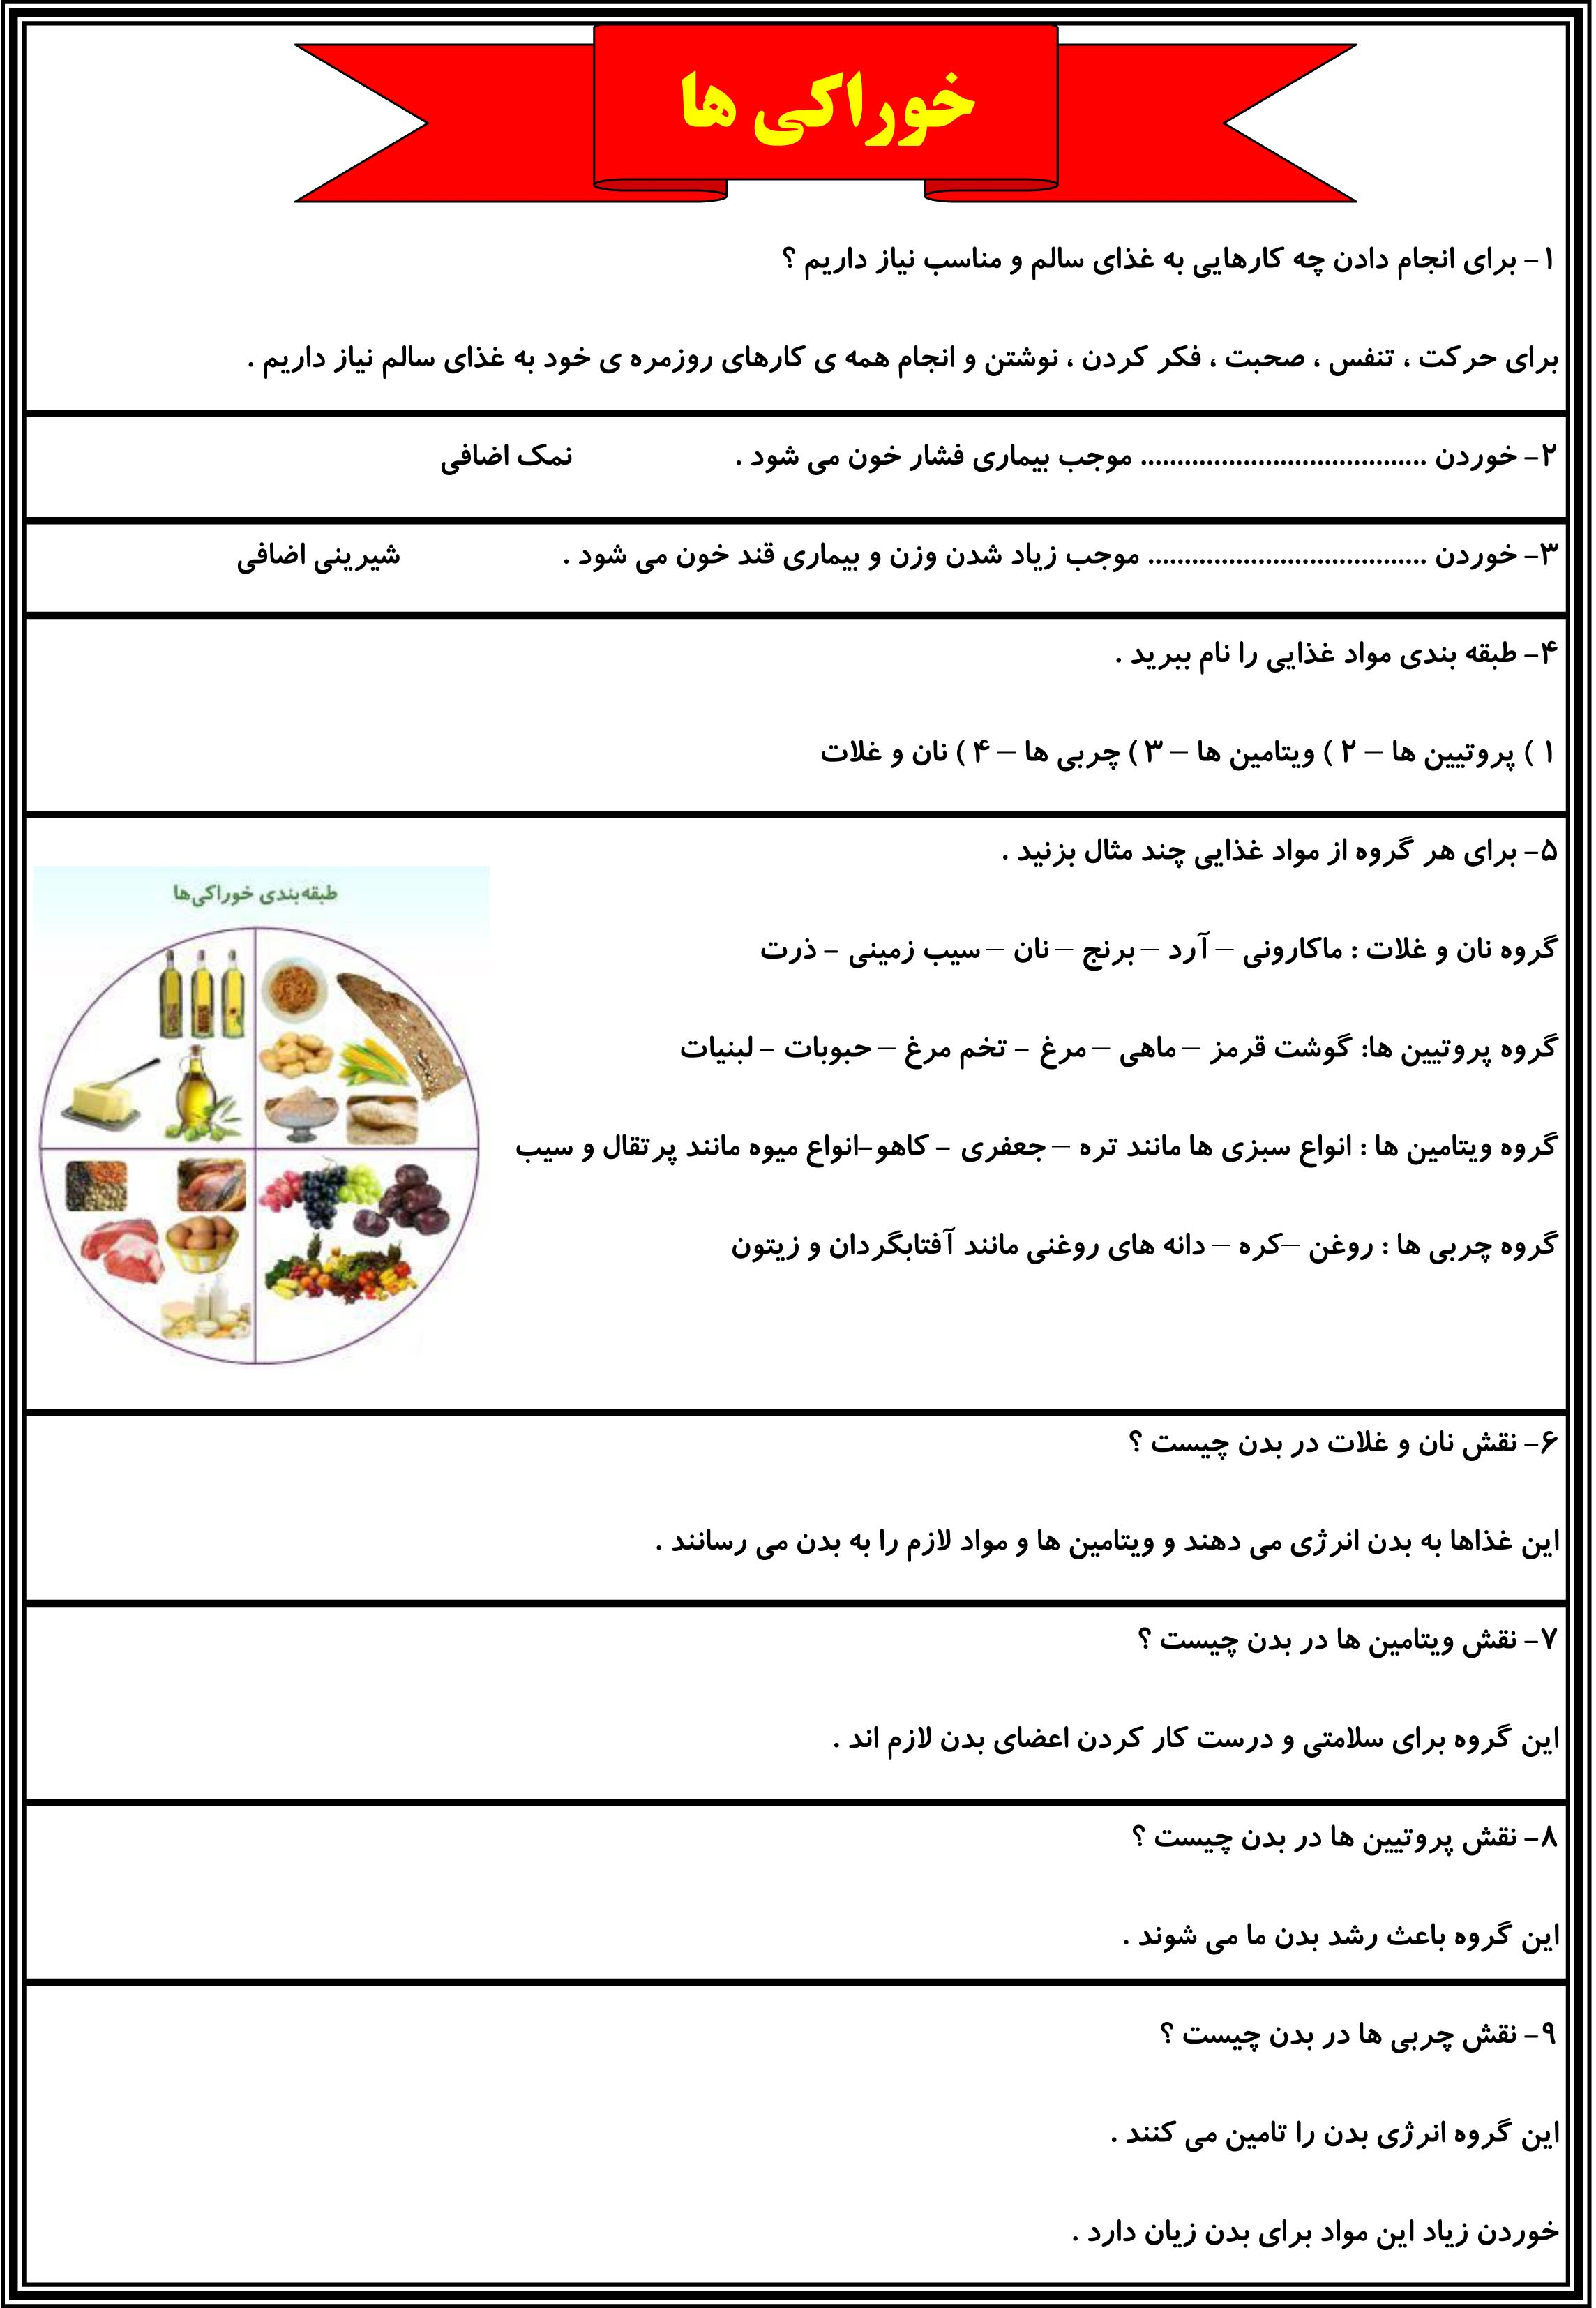 خوراکی ها
۱- برای انجام دادن چه کارهایی به غذای سالم و مناسب نیاز داریم ؟
برای حرکت ، تنفس ، صحبت ، فکر کردن ، نوشتن و انجام همه ی کارهای روزمره ی خود به غذای سالم نیاز داریم .
۲- خوردن ....................................... موجب بیماری فشار خون می شود . نمک اضافی
۳- خوردن ...................................... موجب زیاد شدن وزن و بیماری قند خون می شود . شیرینی اضافی
۴- طبقه بندی مواد غذایی را نام ببرید .
۱ ) پروتیین ها – ۲ ) ویتامین ها – ۳ ) چربی ها – ۴ ) نان و غلات
۵- برای هر گروه از مواد غذایی چند مثال بزنید .
طبقه‌بندی خوراکی‌ها
گروه نان و غلات : ماکارونی – آرد – برنج – نان – سیب زمینی - ذرت
گروه پروتیین ها: گوشت قرمز – ماهی – مرغ - تخم مرغ – حبوبات - لبنیات
گروه ویتامین ها : انواع سبزی ها مانند تره – جعفری - کاهو-انواع میوه مانند پرتقال و سیب
گروه چربی ها : روغن –کره – دانه های روغنی مانند آفتابگردان و زیتون
۶- نقش نان و غلات در بدن چیست ؟
این غذاها به بدن انرژی می دهند و ویتامین ها و مواد لازم را به بدن می رسانند .
۷- نقش ویتامین ها در بدن چیست ؟
این گروه برای سلامتی و درست کار کردن اعضای بدن لازم اند .
۸- نقش پروتیین ها در بدن چیست ؟
این گروه باعث رشد بدن ما می شوند .
۹- نقش چربی ها در بدن چیست ؟
این گروه انرژی بدن را تامین می کنند .
خوردن زیاد این مواد برای بدن زیان دارد .